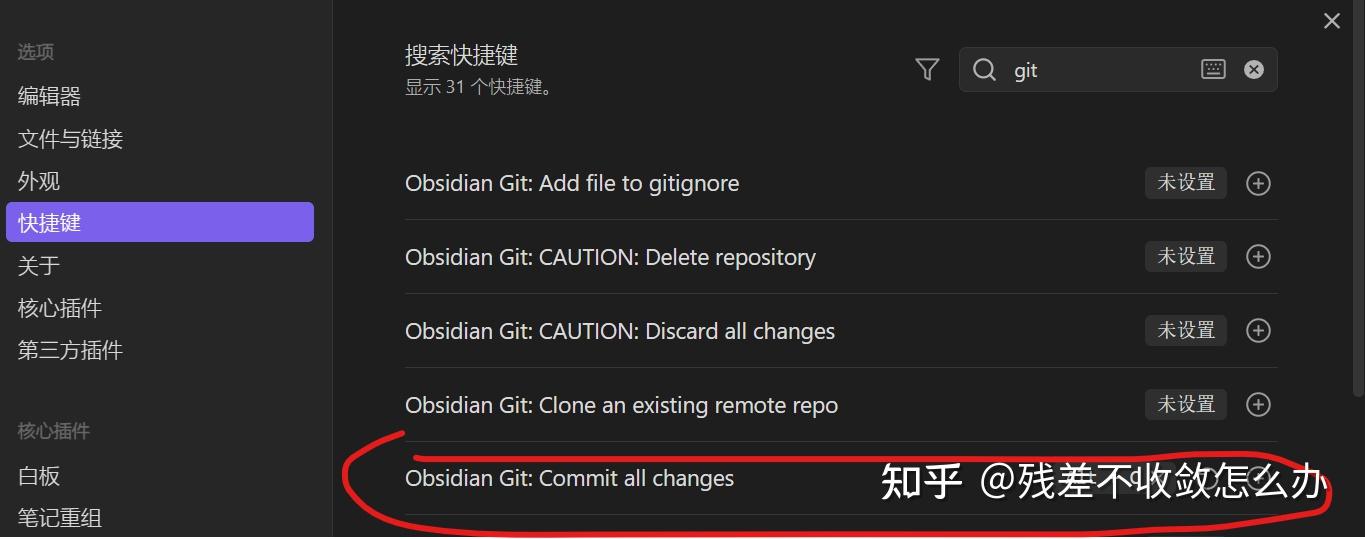 选项
编辑器
文件与链接
外观
快捷键
关于
核心插件
第三方插件
核心插件
白板
笔记重组
搜索快捷键
显示 31 个快捷键。
git
Obsidian Git: Add file to gitignore 未设置
Obsidian Git: CAUTION: Delete repository 未设置
Obsidian Git: CAUTION: Discard all changes 未设置
Obsidian Git: Clone an existing remote repo 未设置
Obsidian Git: Commit all changes
知乎 @残差不收敛怎么办